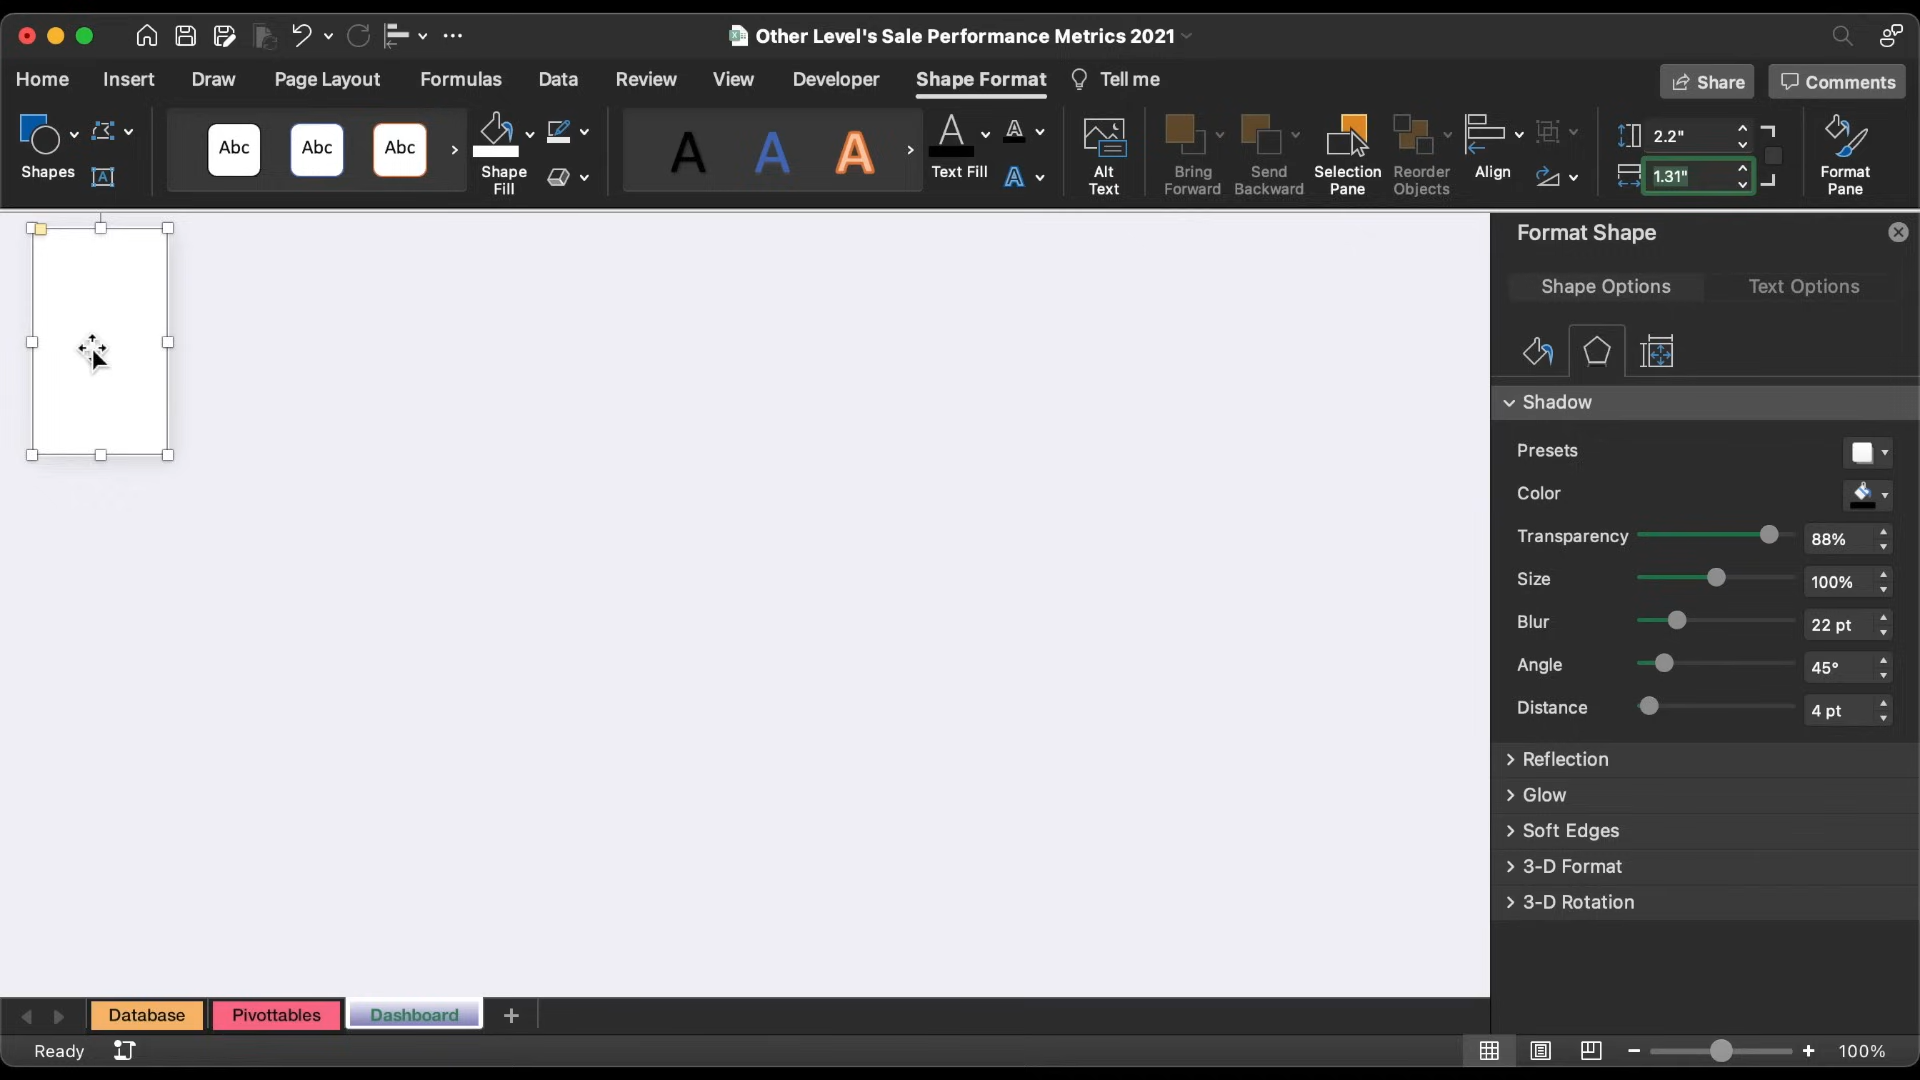 Other Level's Sale Performance Metrics 2021
Home Insert Draw Page Layout Formulas Data Review View Developer Shape Format Tell me Share Comments
Abc Abc Abc
A A A
2.2"
1.31"
Shapes
Shape Fill
Text Fill
Alt Text
Bring Forward
Send Backward
Selection Pane
Reorder Objects
Align
Format Pane
Format Shape
Shape Options Text Options
Shadow
Presets
Color
Transparency 88%
Size 100%
Blur 22 pt
Angle 45°
Distance 4 pt
Reflection
Glow
Soft Edges
3-D Format
3-D Rotation
Database Pivottables Dashboard
Ready 100%